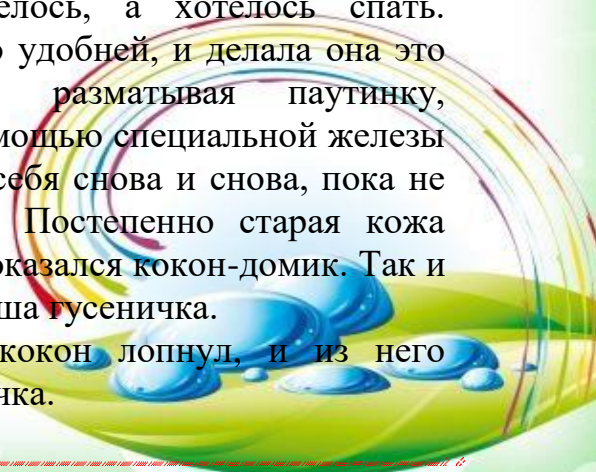 елось, а хотелось спать.
удобней, и делала она это
разматывая паутинку,
мощью специальной железы
себя снова и снова, пока не
Постепенно старая кожа
оказался кокон-домик. Так и
ша гусеничка.
кокон лопнул, и из него
чка.